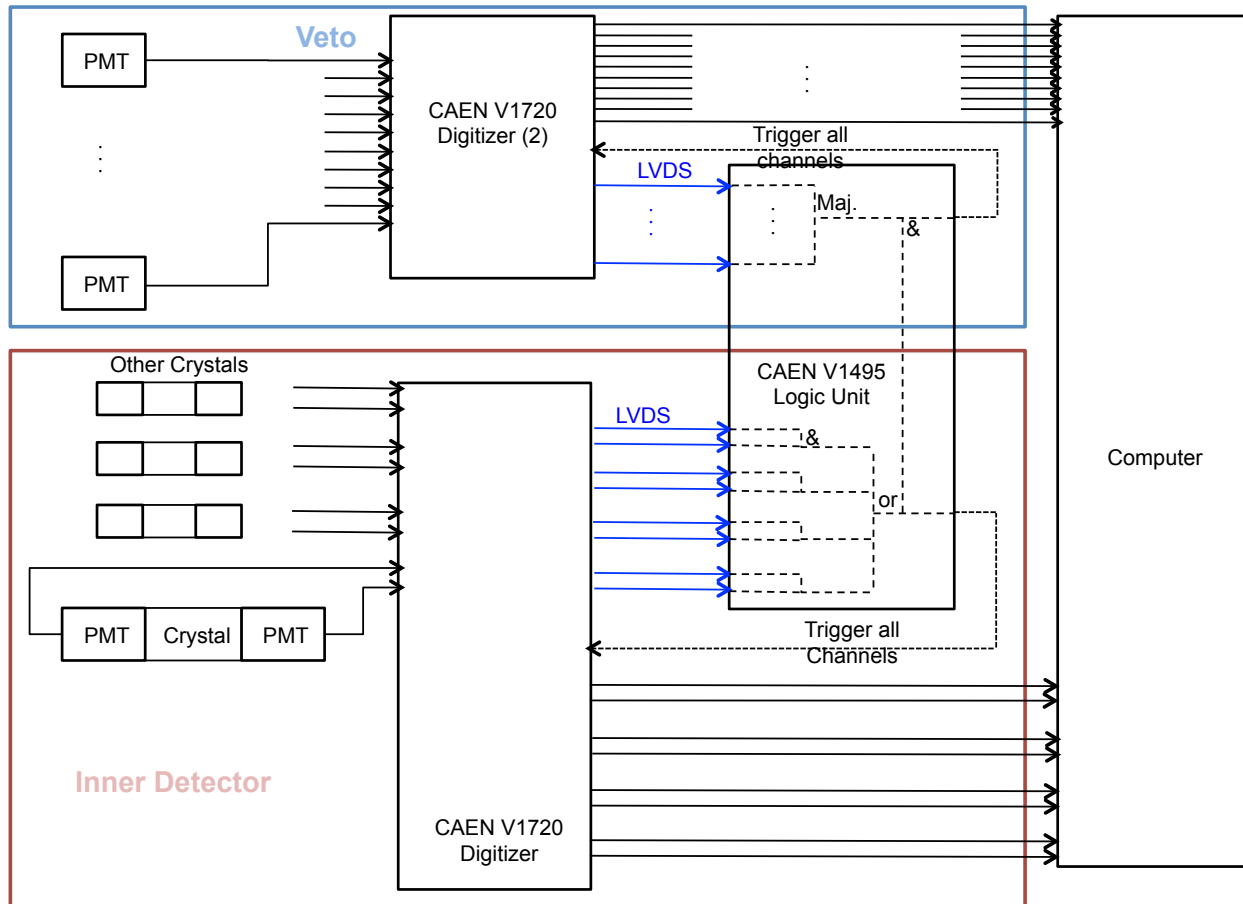 Veto
PMT
CAEN V1720
Digitizer (2)
PMT
Trigger all
channels
LVDS
Maj.
&
Other Crystals
CAEN V1495
Logic Unit
LVDS
&
or
Computer
PMT
Crystal
PMT
Trigger all
Channels
Inner Detector
CAEN V1720
Digitizer